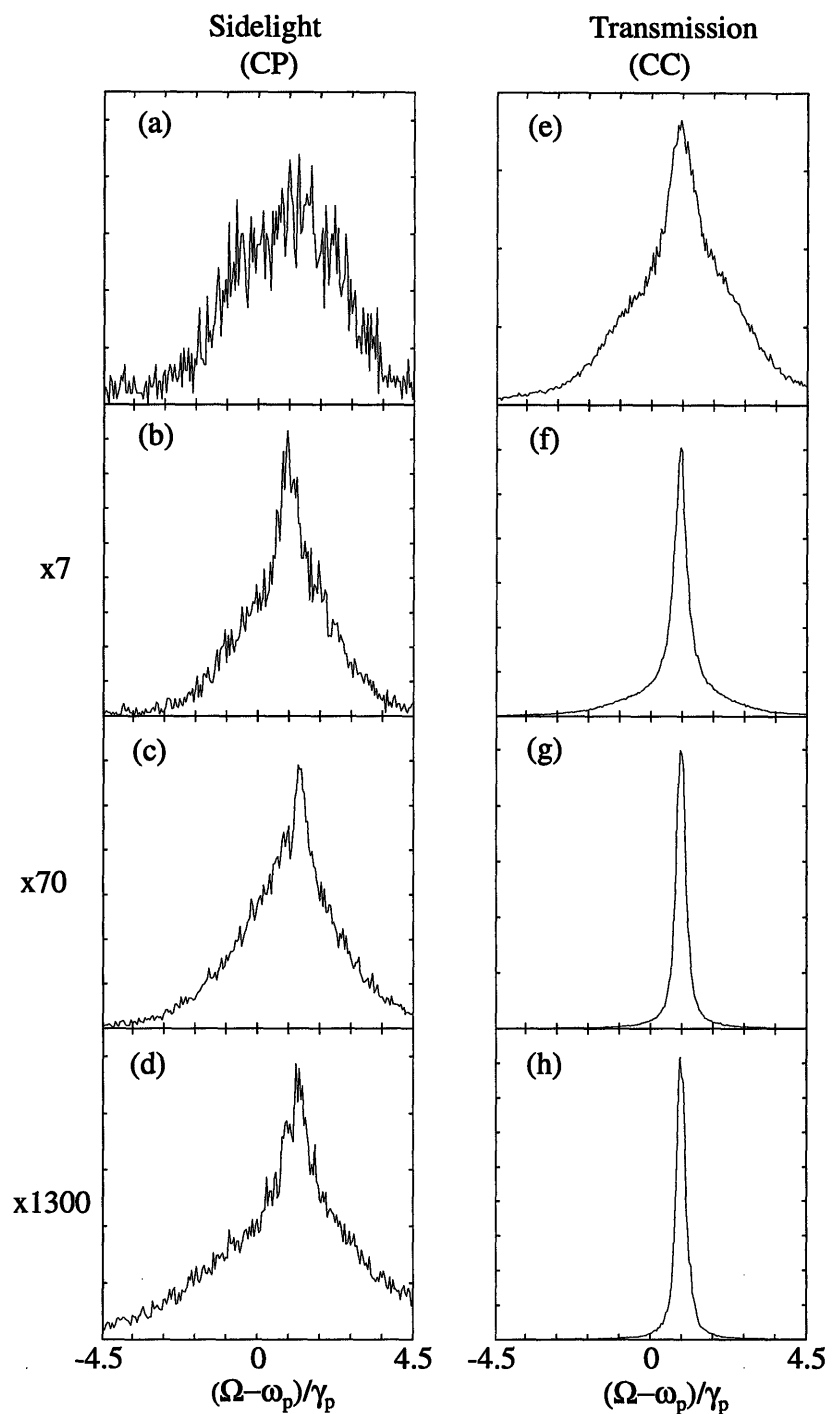 Sidelight
(CP)
Transmission
(CC)
(a)
(e)
(b)
(f)
x7
(c)
(g)
x70
(d)
(h)
x1300
-4.5 0 4.5
-4.5 0 4.5
(Ω−ωp)/γp
(Ω−ωp)/γp